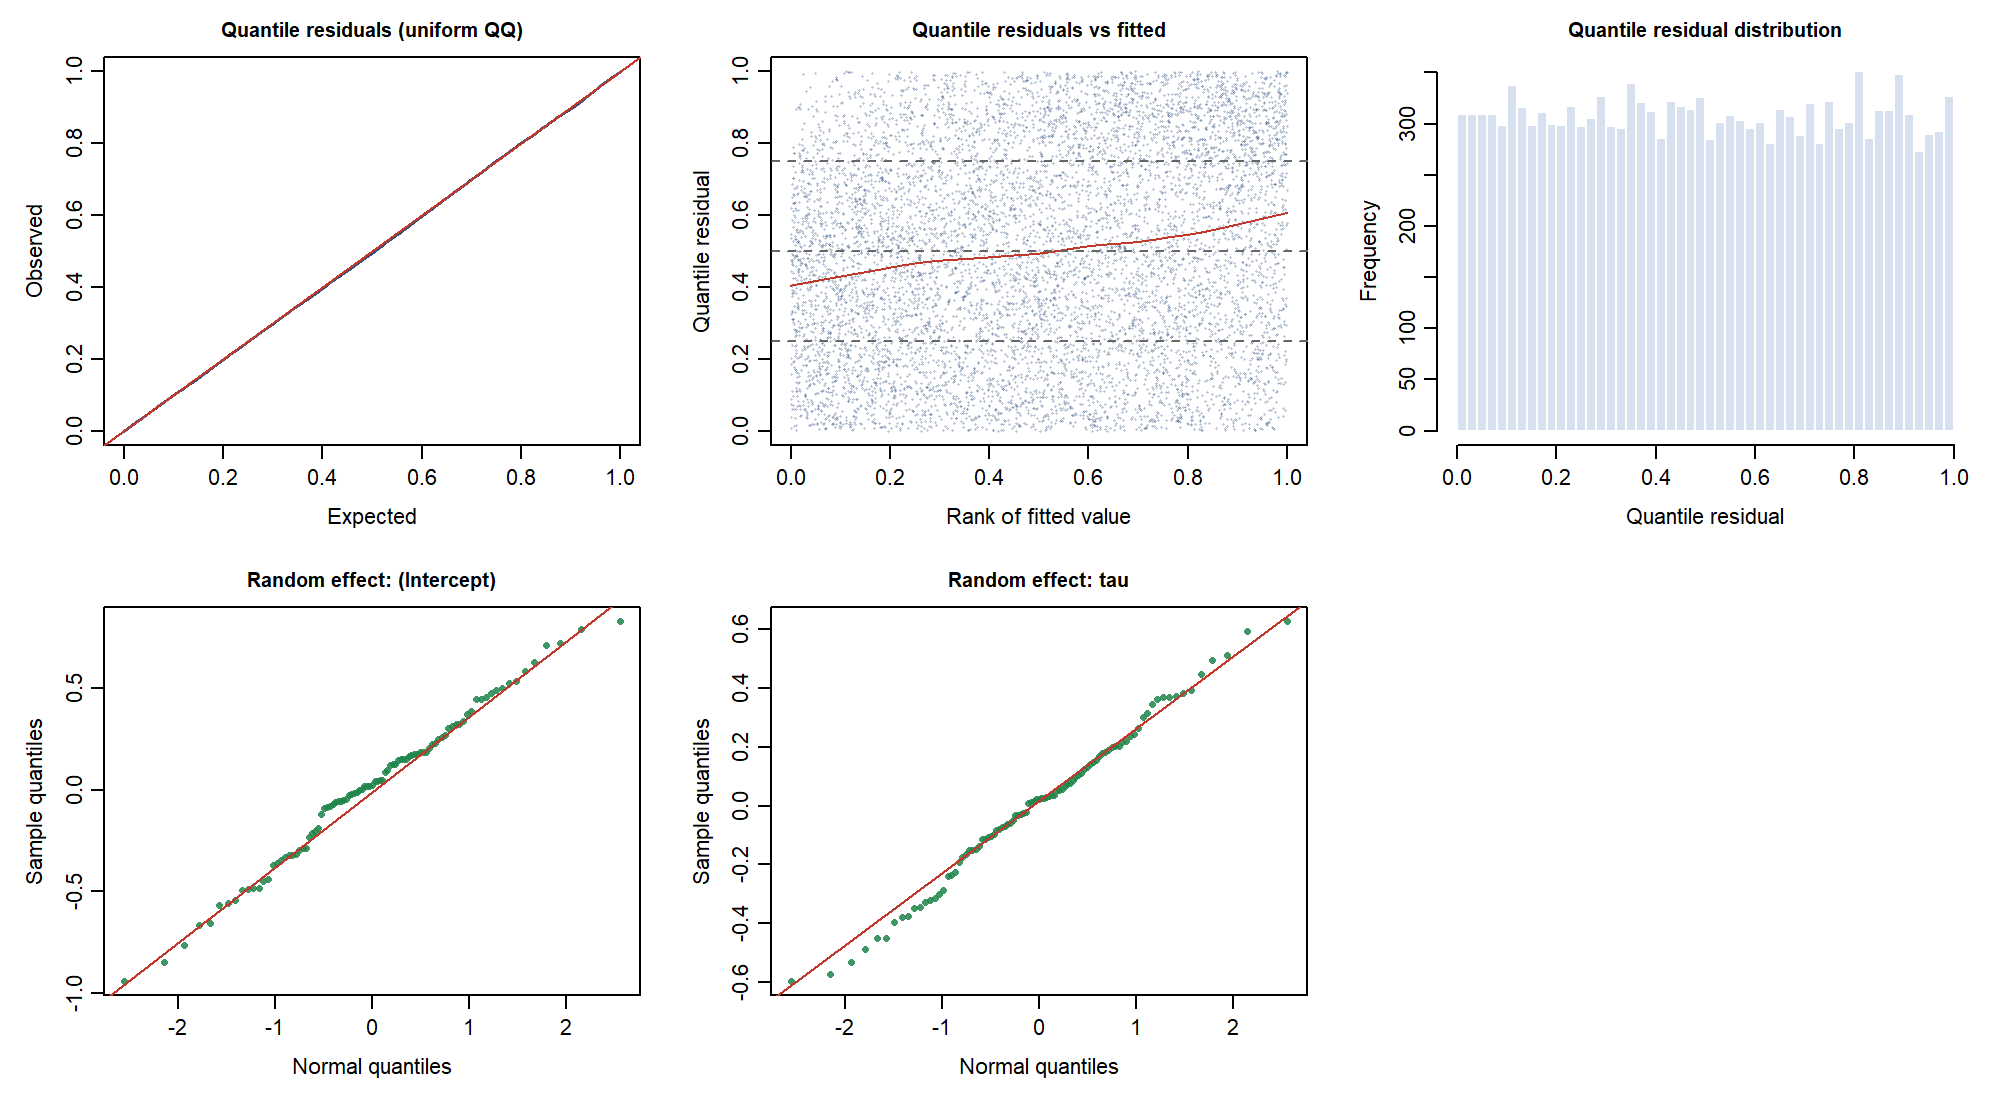 Quantile residuals (uniform QQ)
Observed
0.0 0.2 0.4 0.6 0.8 1.0
0.0 0.2 0.4 0.6 0.8 1.0
Expected
Quantile residuals vs fitted
Quantile residual
0.0 0.2 0.4 0.6 0.8 1.0
0.0 0.2 0.4 0.6 0.8 1.0
Rank of fitted value
Quantile residual distribution
Frequency
0 50 100 200 300
0.0 0.2 0.4 0.6 0.8 1.0
Quantile residual
Random effect: (Intercept)
Sample quantiles
-1.0 -0.5 0.0 0.5
-2 -1 0 1 2
Normal quantiles
Random effect: tau
Sample quantiles
-0.6 -0.4 -0.2 0.0 0.2 0.4 0.6
-2 -1 0 1 2
Normal quantiles